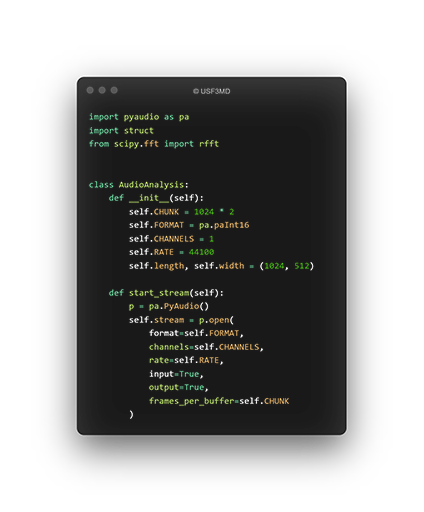 © USF3MD
import pyaudio as pa
import struct
from scipy.fft import rfft
class AudioAnalysis:
    def __init__(self):
        self.CHUNK = 1024 * 2
        self.FORMAT = pa.paInt16
        self.CHANNELS = 1
        self.RATE = 44100
        self.length, self.width = (1024, 512)
    def start_stream(self):
        p = pa.PyAudio()
        self.stream = p.open(
            format=self.FORMAT,
            channels=self.CHANNELS,
            rate=self.RATE,
            input=True,
            output=True,
            frames_per_buffer=self.CHUNK
        )